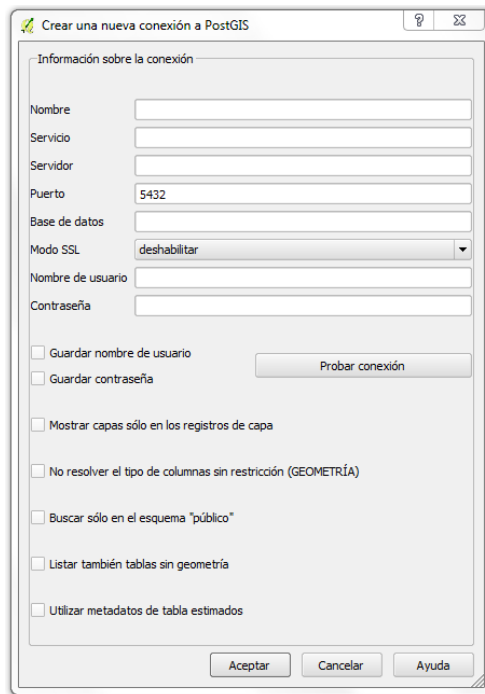 Crear una nueva conexión a PostGIS
Información sobre la conexión
Nombre
Servicio
Servidor
Puerto 5432
Base de datos
Modo SSL deshabilitar
Nombre de usuario
Contraseña
Guardar nombre de usuario
Guardar contraseña
Probar conexión
Mostrar capas sólo en los registros de capa
No resolver el tipo de columnas sin restricción (GEOMETRÍA)
Buscar sólo en el esquema "público"
Listar también tablas sin geometría
Utilizar metadatos de tabla estimados
Aceptar Cancelar Ayuda